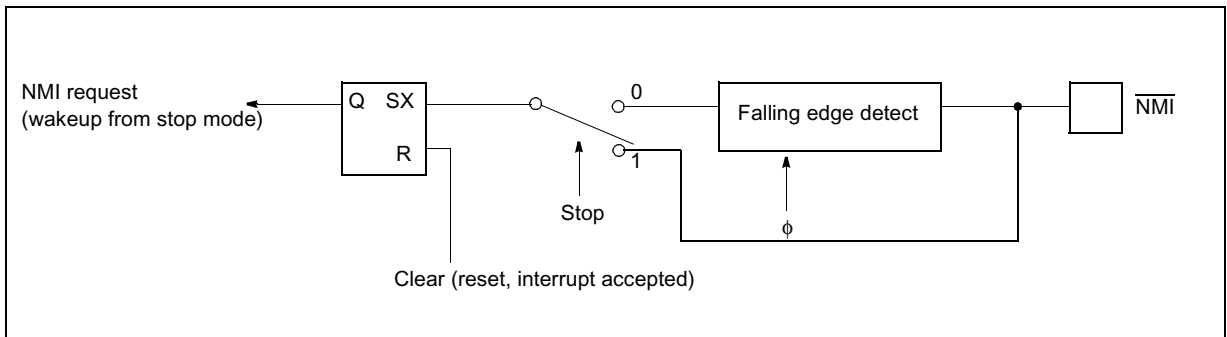 NMI request
(wakeup from stop mode)
Q SX
R
0
1
Stop
Falling edge detect
ϕ
NMI
Clear (reset, interrupt accepted)